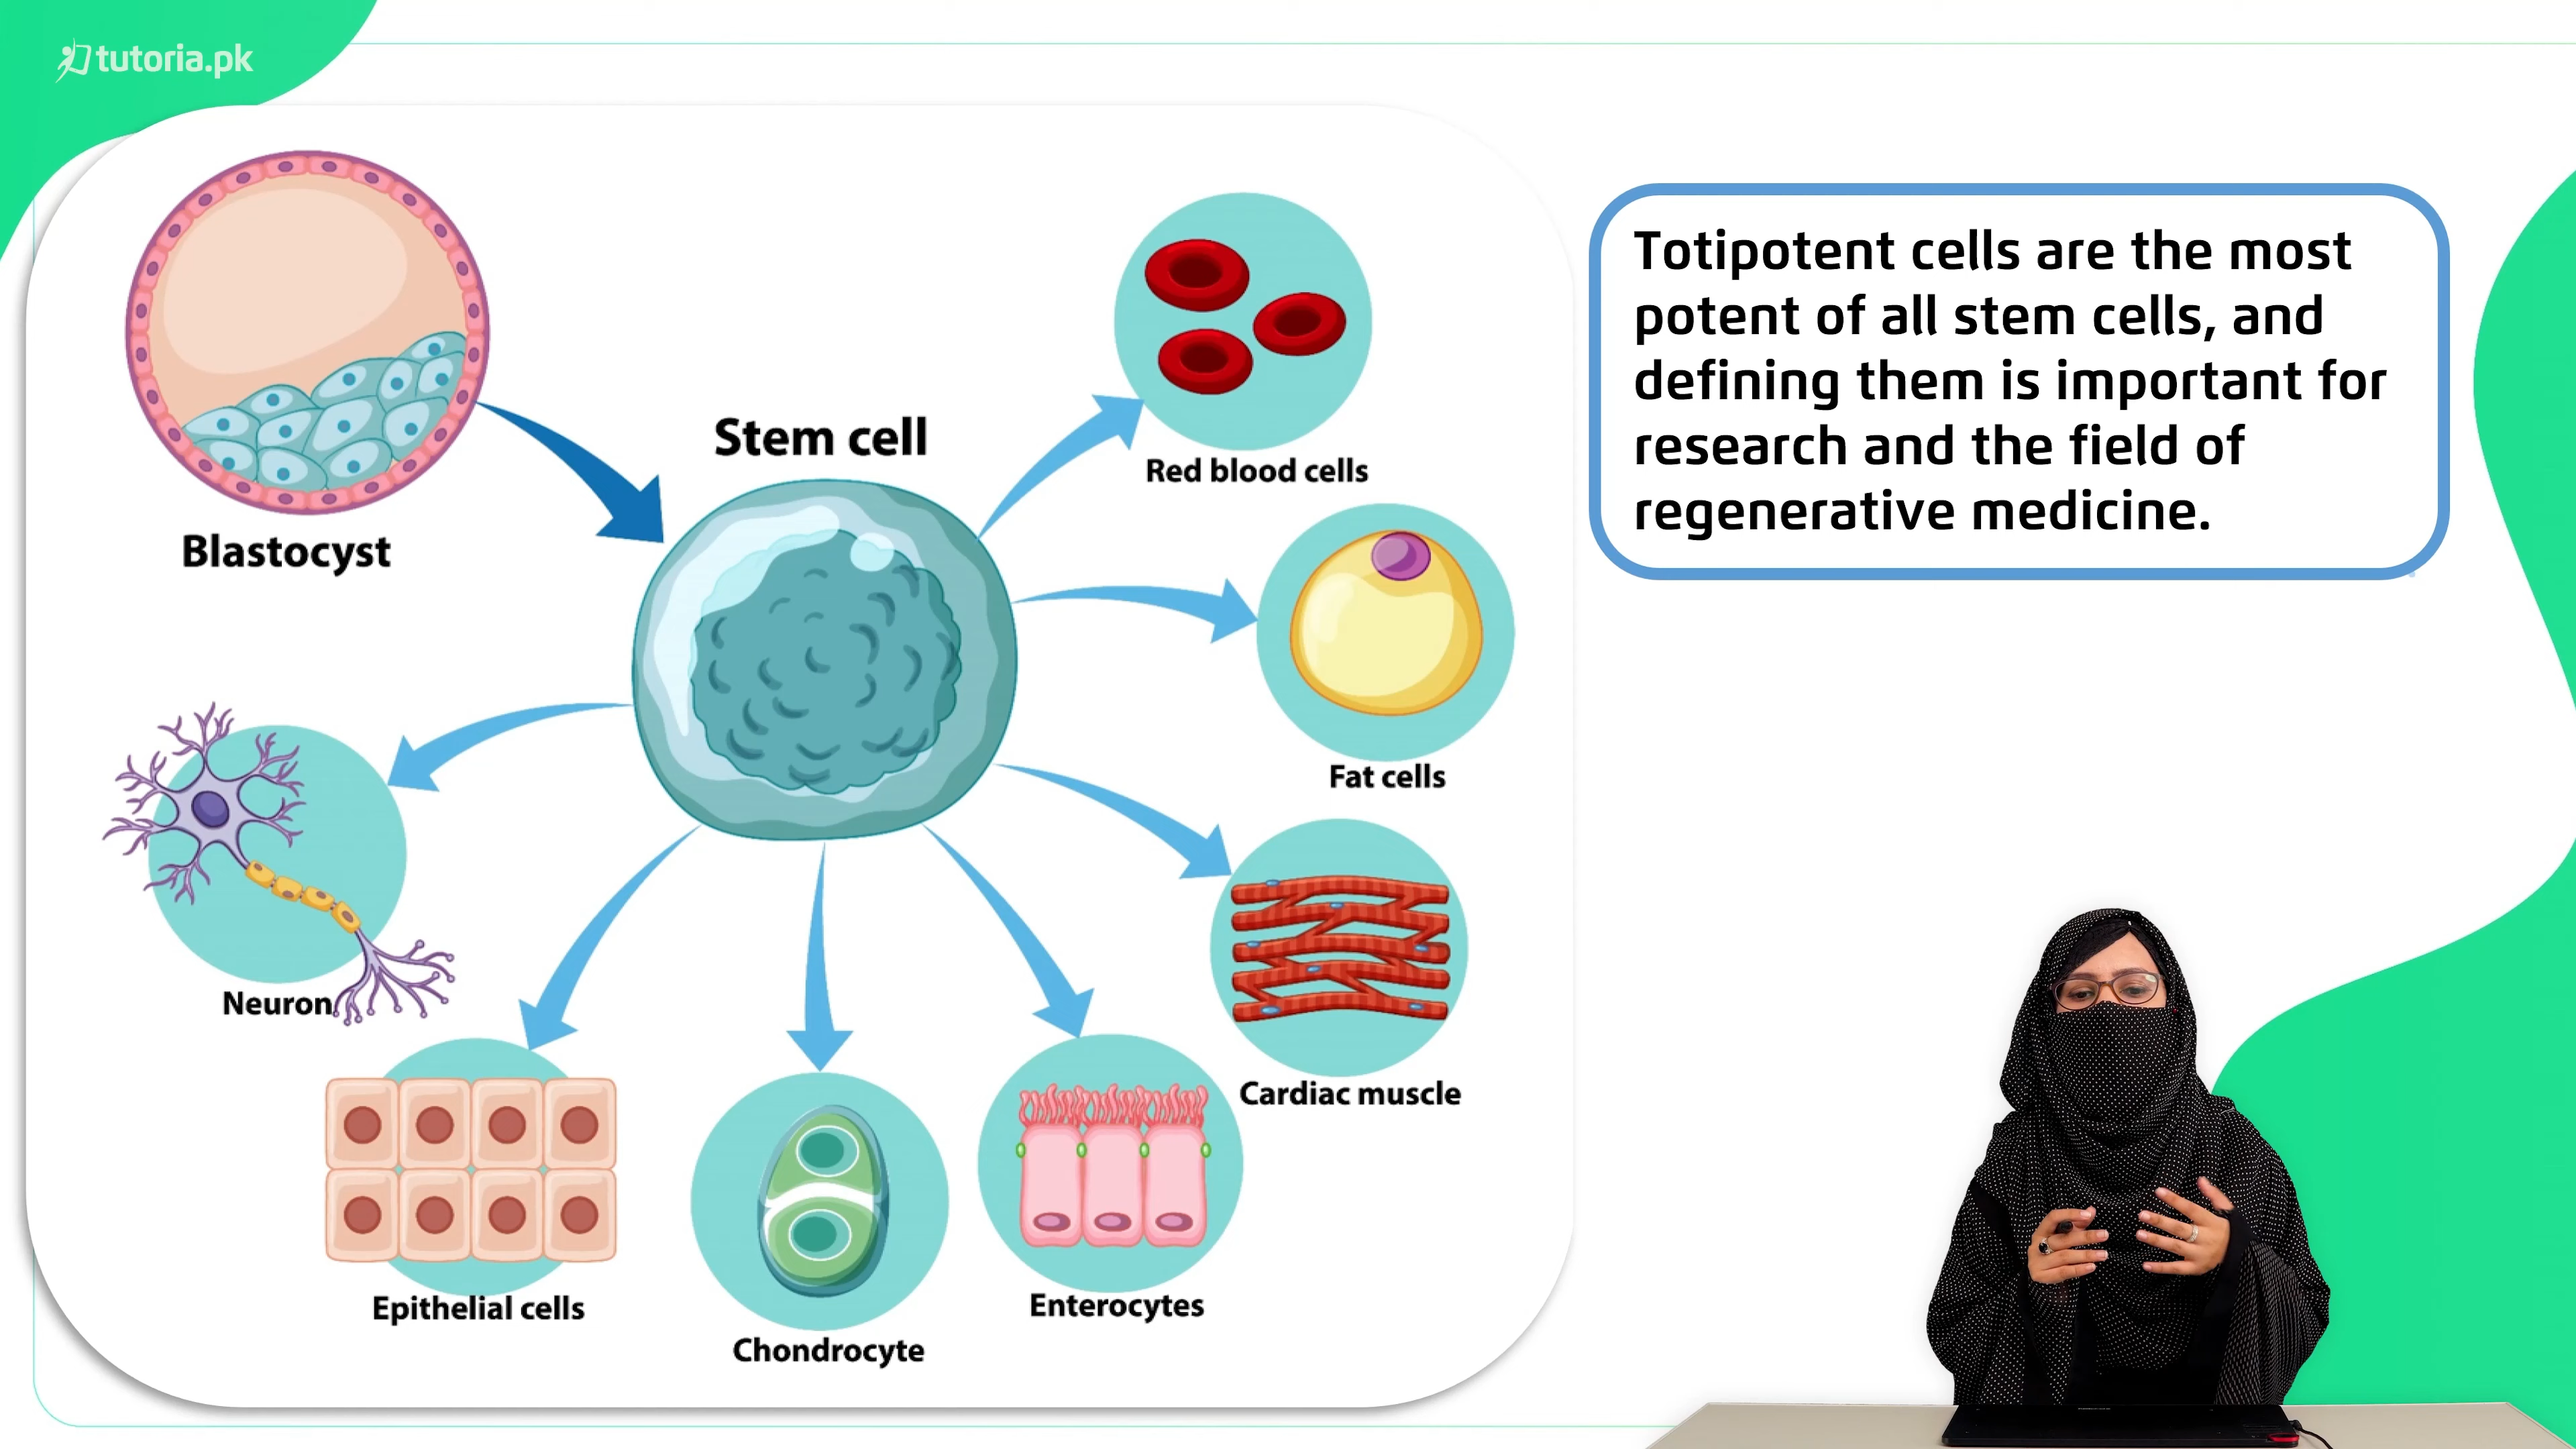 tutoria.pk
Totipotent cells are the most
potent of all stem cells, and
defining them is important for
research and the field of
regenerative medicine.
Blastocyst
Stem cell
Red blood cells
Fat cells
Cardiac muscle
Enterocytes
Chondrocyte
Epithelial cells
Neuron